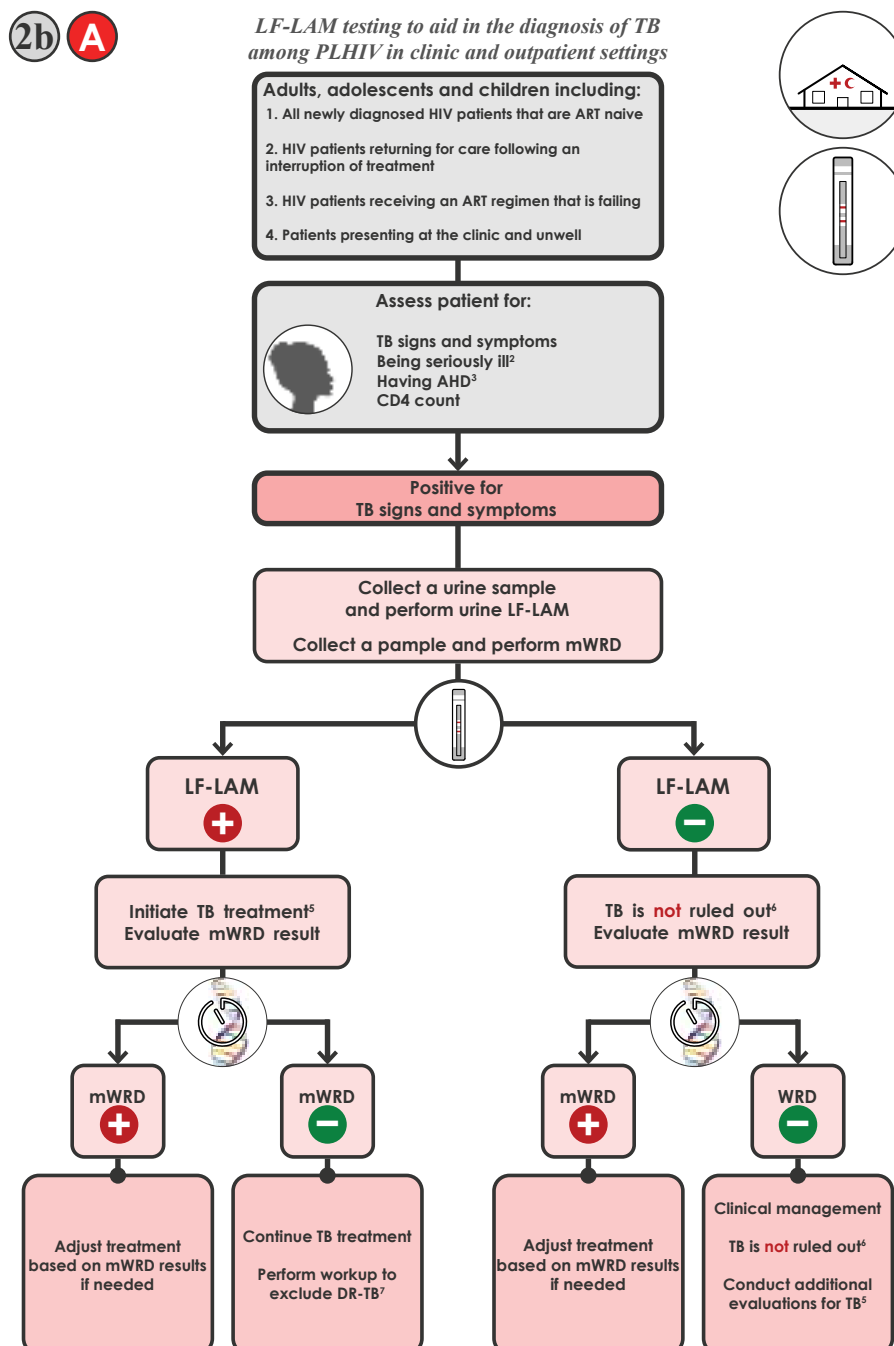 2b A
LF-LAM testing to aid in the diagnosis of TB
among PLHIV in clinic and outpatient settings
Adults, adolescents and children including:
1. All newly diagnosed HIV patients that are ART naive
2. HIV patients returning for care following an
interruption of treatment
3. HIV patients receiving an ART regimen that is failing
4. Patients presenting at the clinic and unwell
Assess patient for:
TB signs and symptoms
Being seriously ill²
Having AHD³
CD4 count
Positive for
TB signs and symptoms
Collect a urine sample
and perform urine LF-LAM
Collect a pample and perform mWRD
LF-LAM
+
Initiate TB treatment⁵
Evaluate mWRD result
mWRD
+
Adjust treatment
based on mWRD results
if needed
mWRD
−
Continue TB treatment
Perform workup to
exclude DR-TB⁷
LF-LAM
−
TB is not ruled out⁶
Evaluate mWRD result
mWRD
+
Adjust treatment
based on mWRD results
if needed
WRD
−
Clinical management
TB is not ruled out⁶
Conduct additional
evaluations for TB⁵